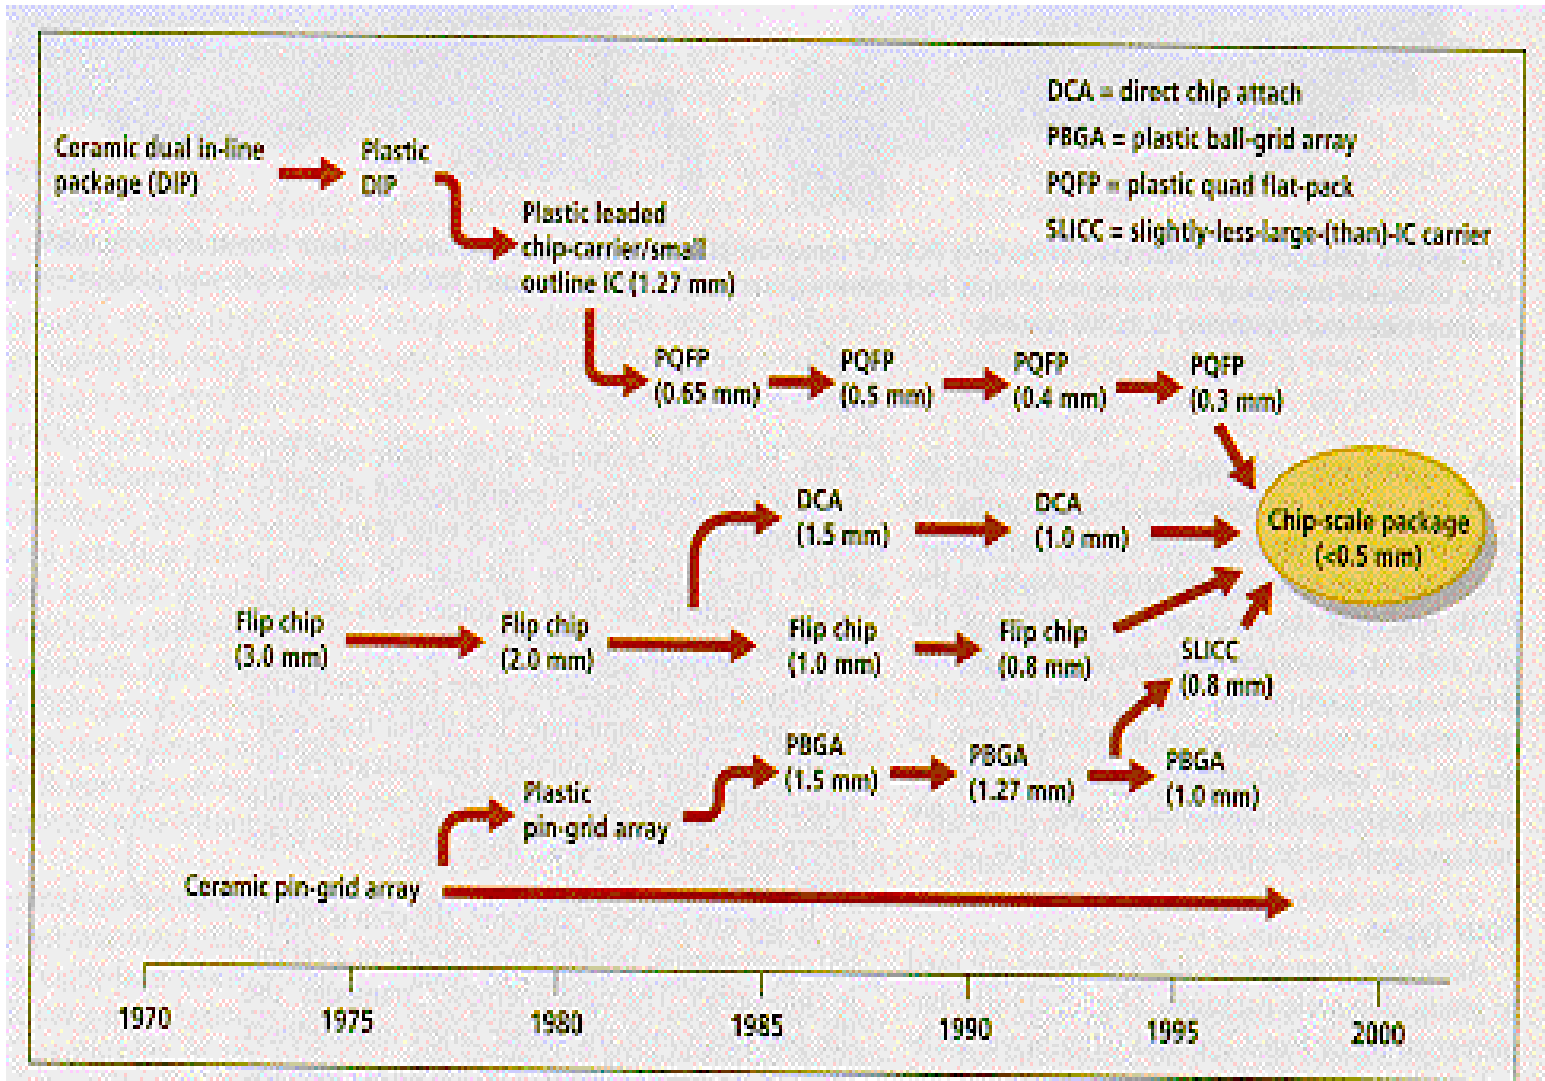 DCA = direct chip attach
PBGA = plastic ball-grid array
PQFP = plastic quad flat-pack
SLICC = slightly-less-large-(than)-IC carrier
Ceramic dual in-line
package (DIP)
Plastic
DIP
Plastic leaded
chip-carrier/small
outline IC (1.27 mm)
PQFP
(0.65 mm)
PQFP
(0.5 mm)
PQFP
(0.4 mm)
PQFP
(0.3 mm)
DCA
(1.5 mm)
DCA
(1.0 mm)
Chip-scale package
(<0.5 mm)
Flip chip
(3.0 mm)
Flip chip
(2.0 mm)
Flip chip
(1.0 mm)
Flip chip
(0.8 mm)
SLICC
(0.8 mm)
PBGA
(1.5 mm)
PBGA
(1.27 mm)
PBGA
(1.0 mm)
Plastic
pin-grid array
Ceramic pin-grid array
1970
1975
1980
1985
1990
1995
2000